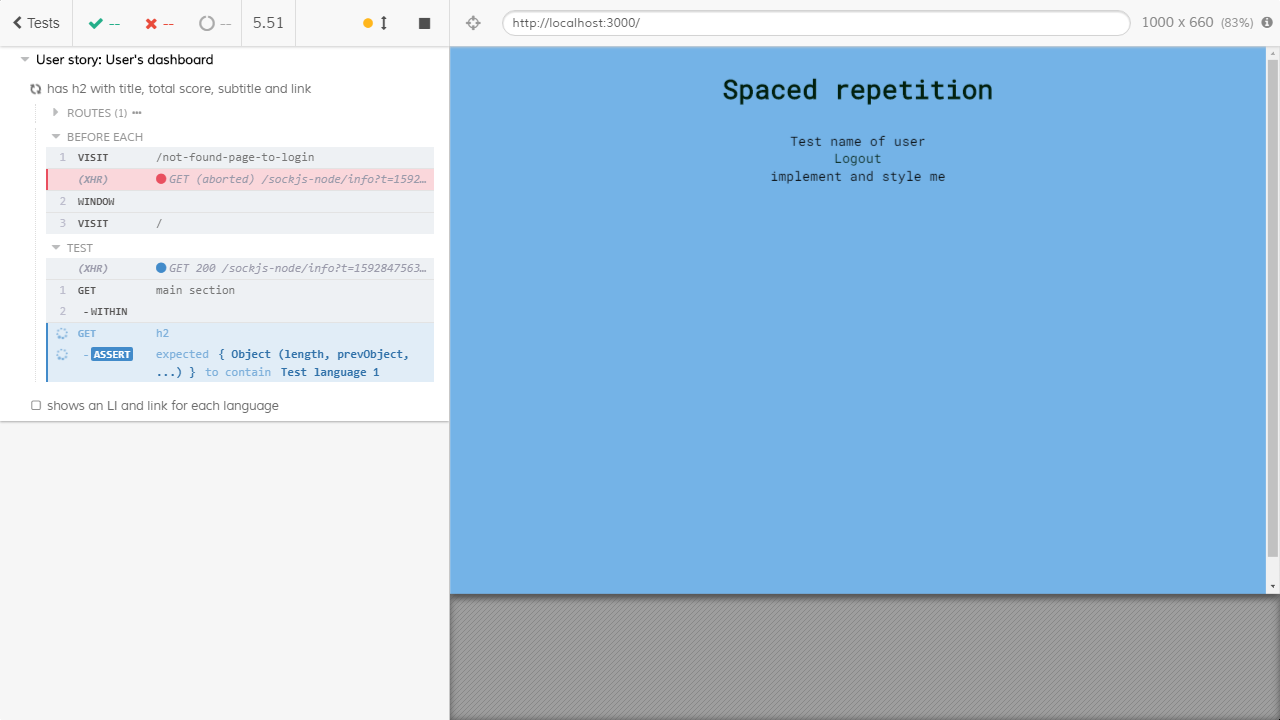 Tests -- -- -- 5.51
http://localhost:3000/ 1000 x 660 (83%)
User story: User's dashboard
has h2 with title, total score, subtitle and link
ROUTES (1)
BEFORE EACH
1 VISIT /not-found-page-to-login
(XHR) GET (aborted) /sockjs-node/info?t=1592…
2 WINDOW
3 VISIT /
TEST
(XHR) GET 200 /sockjs-node/info?t=1592847563…
1 GET main section
2 - WITHIN
GET h2
- ASSERT expected { Object (length, prevObject,
...) } to contain Test language 1
shows an LI and link for each language
Spaced repetition
Test name of user
Logout
implement and style me